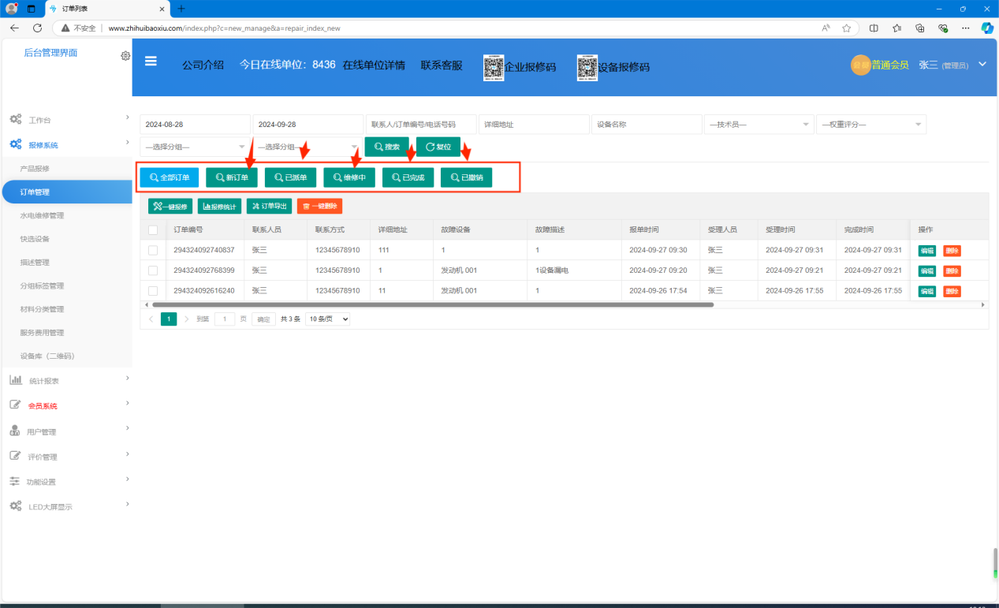 订单列表
不安全 www.zhihuibaoxiu.com/index.php?c=new_manage&a=repair_index_new
后台管理界面
公司介绍 今日在线单位：8436 在线单位详情 联系客服 企业报修码 设备报修码 普通会员 张三 (管理员)
工作台
报修系统
产品报修
订单管理
水电维修管理
快选设备
描述管理
分组标签管理
材料分类管理
服务费用管理
设备库（二维码）
统计报表
会员系统
用户管理
评价管理
功能设置
LED大屏显示
2024-08-28 2024-09-28 联系人/订单编号/电话号码 详细地址 设备名称 —技术员— —权重评分—
—选择分组— —选择分组— 搜索 复位
全部订单 新订单 已派单 维修中 已完成 已撤销
一键报修 报修统计 订单导出 一键删除
订单编号 联系人员 联系方式 详细地址 故障设备 故障描述 报单时间 受理人员 受理时间 完成时间 操作
294324092740837 张三 12345678910 111 1 1 2024-09-27 09:30 张三 2024-09-27 09:31 2024-09-27 09:31 编辑 删除
294324092768399 张三 12345678910 1 发动机 001 1设备漏电 2024-09-27 09:20 张三 2024-09-27 09:21 2024-09-27 09:21 编辑 删除
294324092616240 张三 12345678910 11 发动机 001 1 2024-09-26 17:54 张三 2024-09-26 17:55 2024-09-26 17:55 编辑 删除
1 到第 1 页 确定 共 3 条 10 条/页